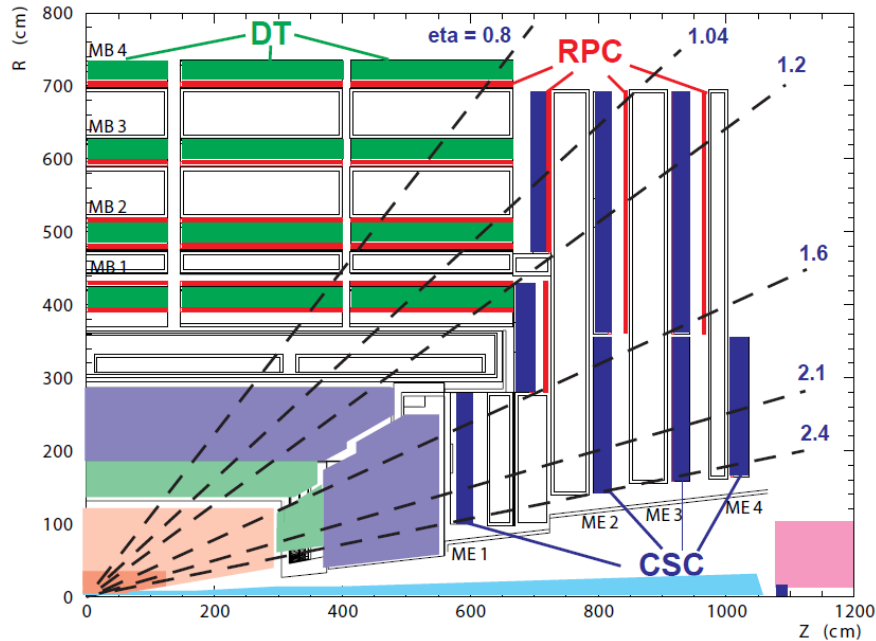 R (cm)
800
700
600
500
400
300
200
100
0
MB 4
MB 3
MB 2
MB 1
DT
eta = 0.8
RPC
1.04
1.2
1.6
2.1
2.4
ME 1
ME 2
ME 3
ME 4
CSC
0
200
400
600
800
1000
1200
Z (cm)